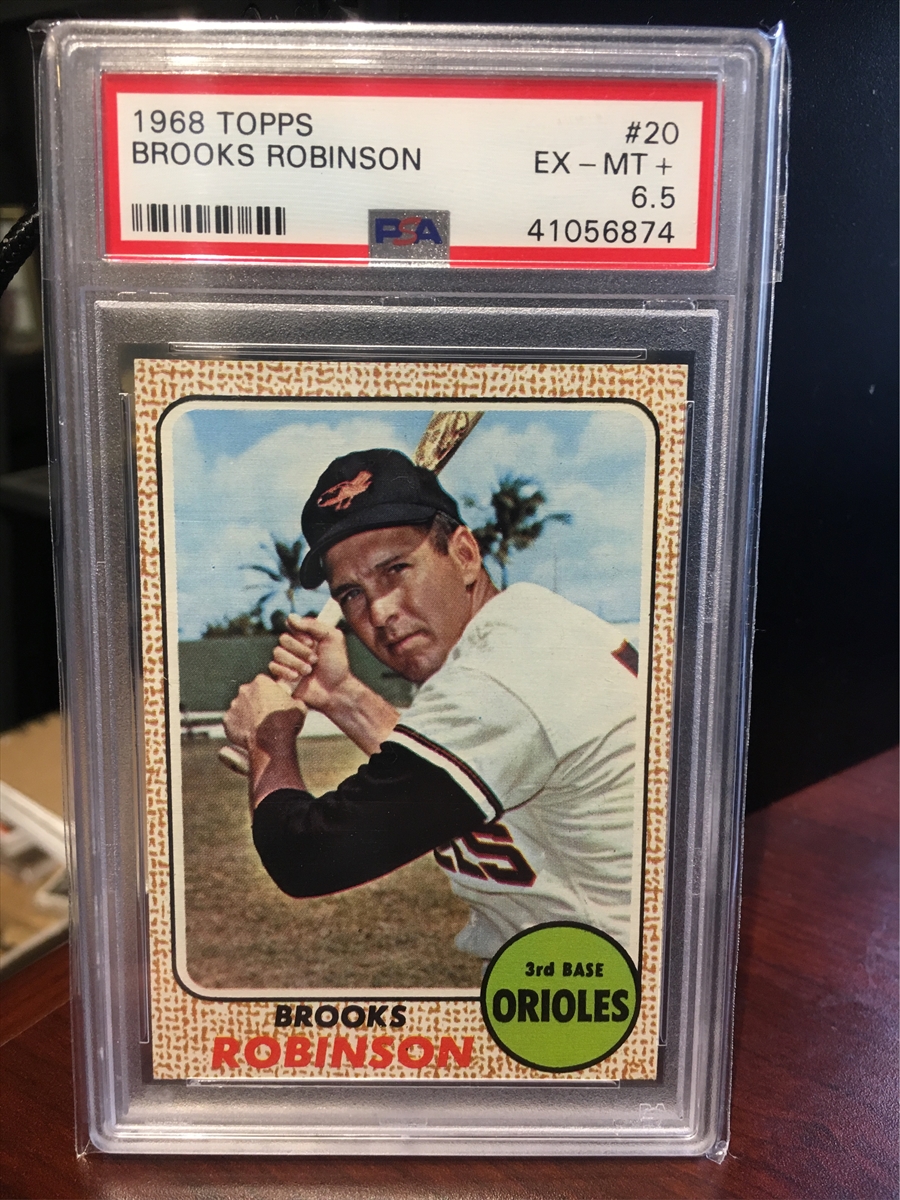 1968 TOPPS #20
BROOKS ROBINSON EX - MT +
6.5
PSA 41056874
3rd BASE
ORIOLES
BROOKS
ROBINSON